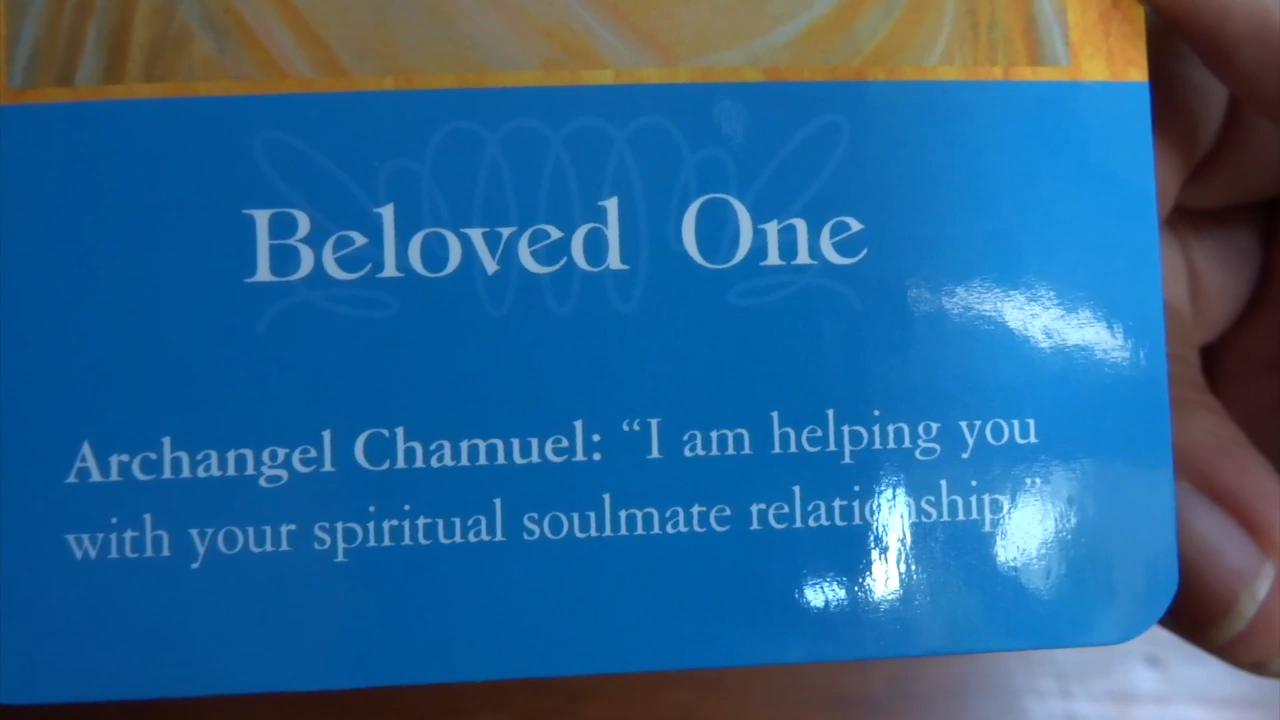 Beloved One
Archangel Chamuel: “I am helping you
with your spiritual soulmate relationship.”